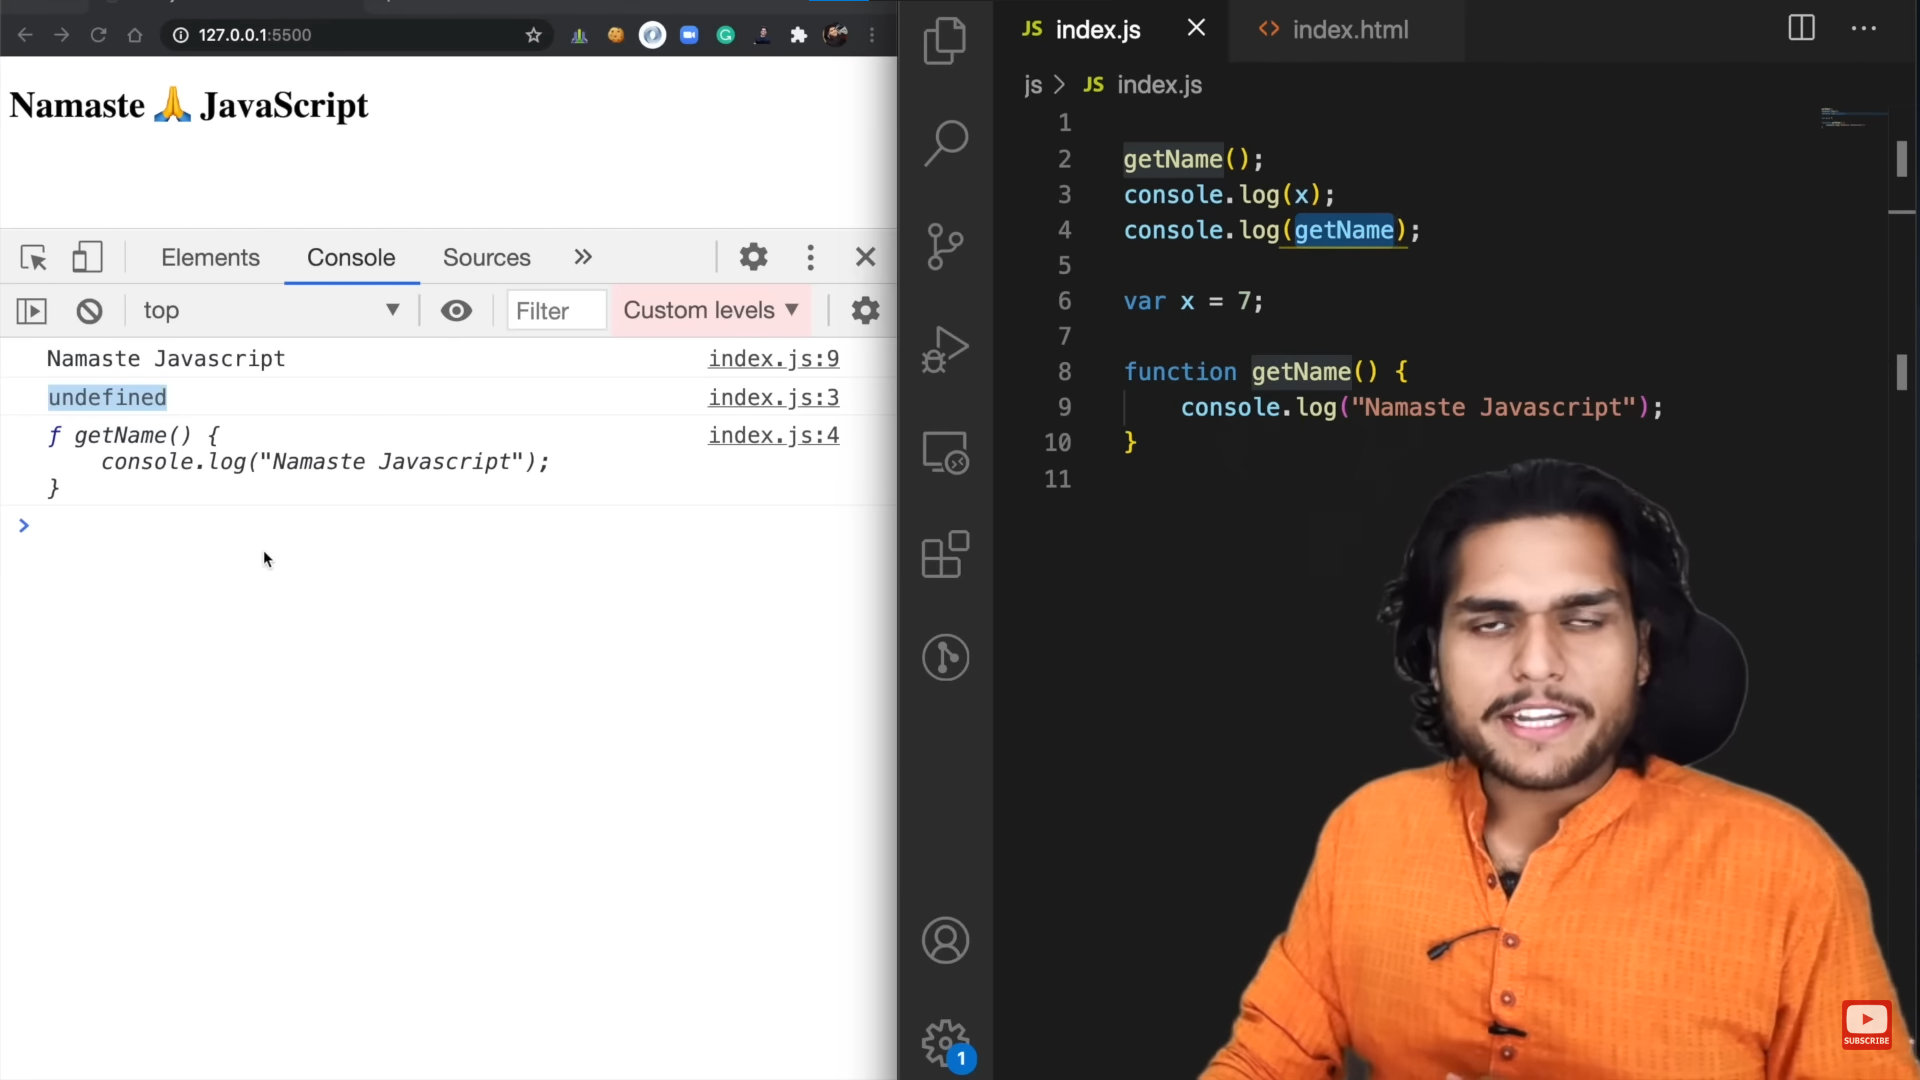 127.0.0.1:5500
Namaste 🙏 JavaScript
Elements Console Sources »
top Filter Custom levels
Namaste Javascript index.js:9
undefined index.js:3
ƒ getName() { index.js:4
console.log("Namaste Javascript");
}
>
JS index.js <> index.html
js > JS index.js
1
2 getName();
3 console.log(x);
4 console.log(getName);
5
6 var x = 7;
7
8 function getName() {
9 console.log("Namaste Javascript");
10 }
11
1
SUBSCRIBE